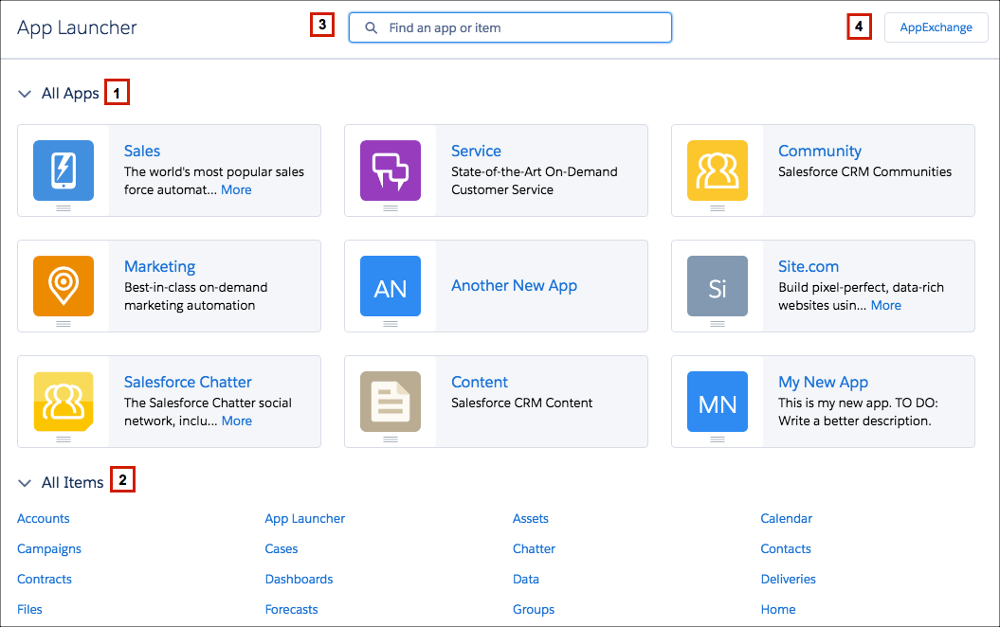 App Launcher
3
Find an app or item
4
AppExchange
All Apps
1
Sales
The world's most popular sales
force automat... More
Service
State-of-the-Art On-Demand
Customer Service
Community
Salesforce CRM Communities
Marketing
Best-in-class on-demand
marketing automation
AN
Another New App
Si
Site.com
Build pixel-perfect, data-rich
websites usin... More
Salesforce Chatter
The Salesforce Chatter social
network, inclu... More
Content
Salesforce CRM Content
MN
My New App
This is my new app. TO DO:
Write a better description.
All Items
2
Accounts
App Launcher
Assets
Calendar
Campaigns
Cases
Chatter
Contacts
Contracts
Dashboards
Data
Deliveries
Files
Forecasts
Groups
Home